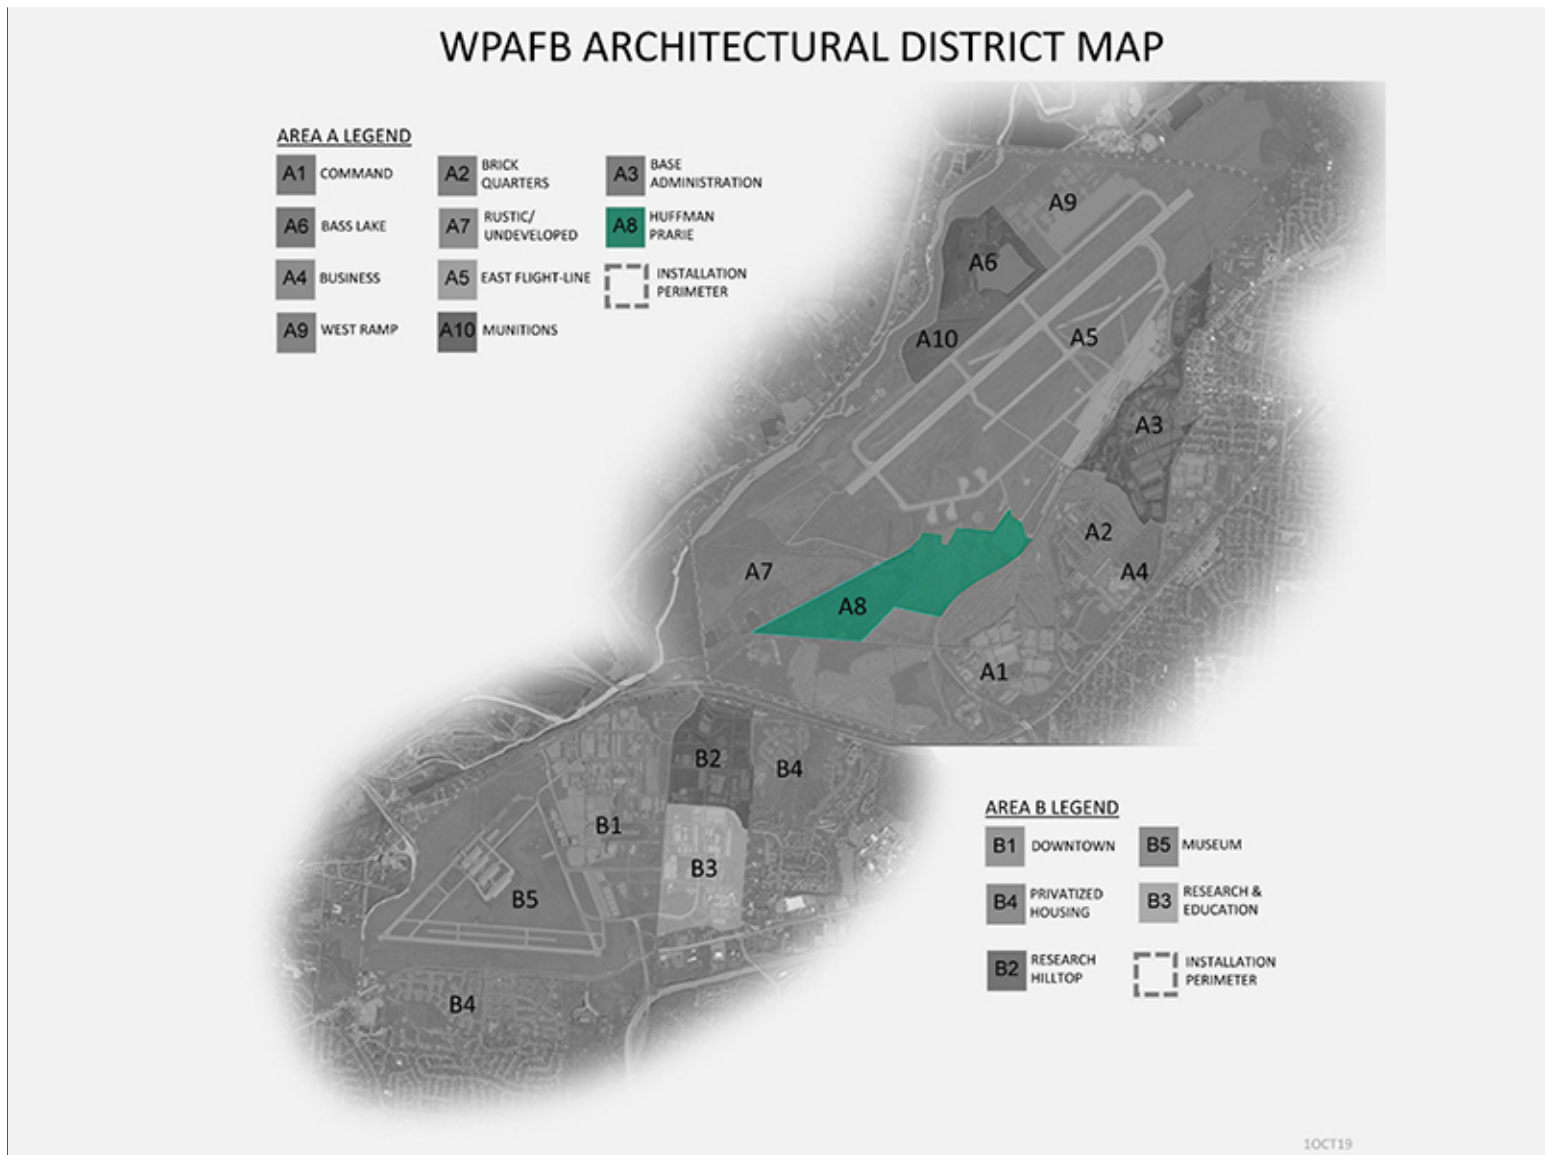 WPAFB ARCHITECTURAL DISTRICT MAP
AREA A LEGEND
A1 COMMAND
A2 BRICK
QUARTERS
A3 BASE
ADMINISTRATION
A6 BASS LAKE
A7 RUSTIC/
UNDEVELOPED
A8 HUFFMAN
PRARIE
A4 BUSINESS
A5 EAST FLIGHT-LINE
INSTALLATION
PERIMETER
A9 WEST RAMP
A10 MUNITIONS
A9
A6
A10
A5
A3
A2
A7
A4
A8
A1
B2
B4
B1
B3
B5
B4
AREA B LEGEND
B1 DOWNTOWN
B5 MUSEUM
B4 PRIVATIZED
HOUSING
B3 RESEARCH &
EDUCATION
B2 RESEARCH
HILLTOP
INSTALLATION
PERIMETER
1OCT19